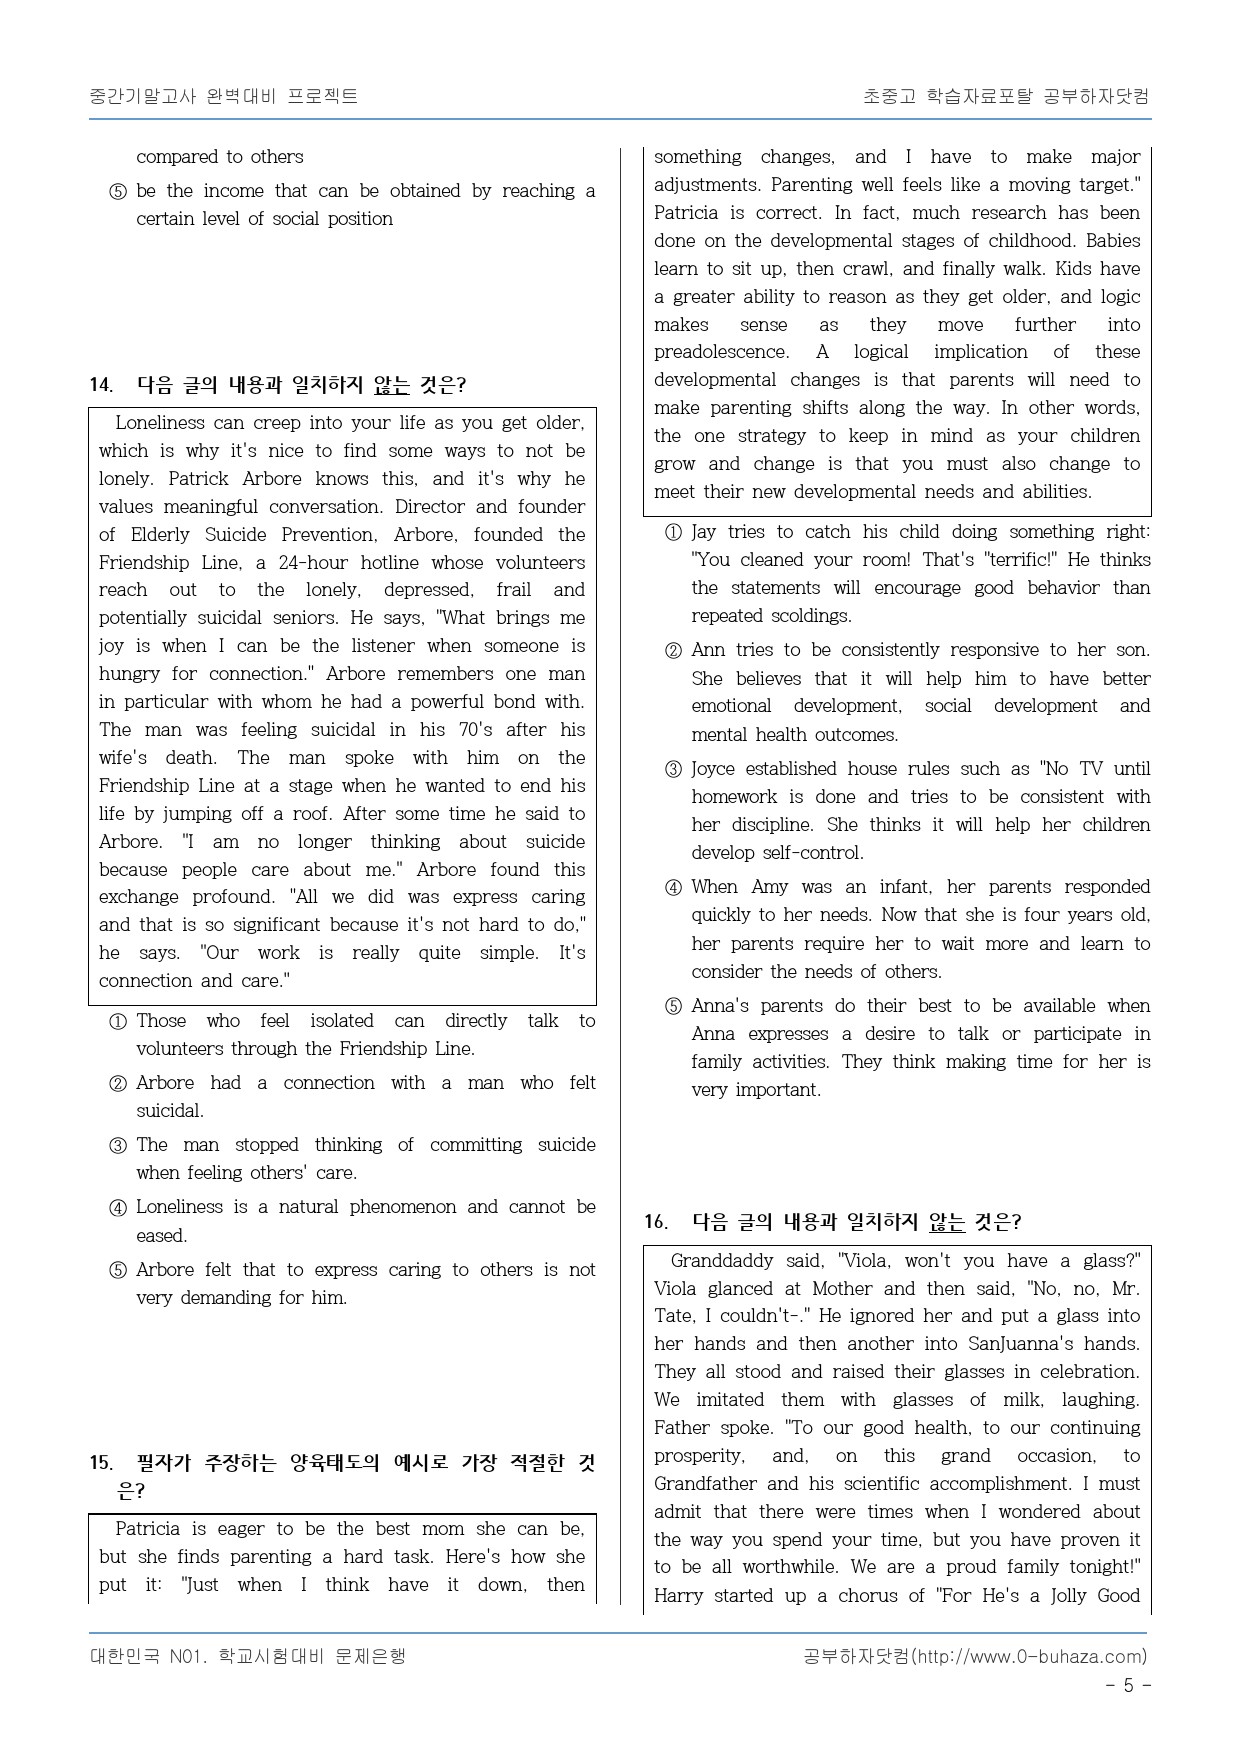 중간기말고사 완벽대비 프로젝트
초중고 학습자료포탈 공부하자닷컴
compared to others
⑤ be the income that can be obtained by reaching a
certain level of social position
14. 다음 글의 내용과 일치하지 않는 것은?
Loneliness can creep into your life as you get older,
which is why it's nice to find some ways to not be
lonely. Patrick Arbore knows this, and it's why he
values meaningful conversation. Director and founder
of Elderly Suicide Prevention, Arbore, founded the
Friendship Line, a 24-hour hotline whose volunteers
reach out to the lonely, depressed, frail and
potentially suicidal seniors. He says, "What brings me
joy is when I can be the listener when someone is
hungry for connection." Arbore remembers one man
in particular with whom he had a powerful bond with.
The man was feeling suicidal in his 70's after his
wife's death. The man spoke with him on the
Friendship Line at a stage when he wanted to end his
life by jumping off a roof. After some time he said to
Arbore. "I am no longer thinking about suicide
because people care about me." Arbore found this
exchange profound. "All we did was express caring
and that is so significant because it's not hard to do,"
he says. "Our work is really quite simple. It's
connection and care."
① Those who feel isolated can directly talk to
volunteers through the Friendship Line.
② Arbore had a connection with a man who felt
suicidal.
③ The man stopped thinking of committing suicide
when feeling others' care.
④ Loneliness is a natural phenomenon and cannot be
eased.
⑤ Arbore felt that to express caring to others is not
very demanding for him.
15. 필자가 주장하는 양육태도의 예시로 가장 적절한 것
은?
Patricia is eager to be the best mom she can be,
but she finds parenting a hard task. Here's how she
put it: "Just when I think have it down, then
something changes, and I have to make major
adjustments. Parenting well feels like a moving target."
Patricia is correct. In fact, much research has been
done on the developmental stages of childhood. Babies
learn to sit up, then crawl, and finally walk. Kids have
a greater ability to reason as they get older, and logic
makes sense as they move further into
preadolescence. A logical implication of these
developmental changes is that parents will need to
make parenting shifts along the way. In other words,
the one strategy to keep in mind as your children
grow and change is that you must also change to
meet their new developmental needs and abilities.
① Jay tries to catch his child doing something right:
"You cleaned your room! That's "terrific!" He thinks
the statements will encourage good behavior than
repeated scoldings.
② Ann tries to be consistently responsive to her son.
She believes that it will help him to have better
emotional development, social development and
mental health outcomes.
③ Joyce established house rules such as "No TV until
homework is done and tries to be consistent with
her discipline. She thinks it will help her children
develop self-control.
④ When Amy was an infant, her parents responded
quickly to her needs. Now that she is four years old,
her parents require her to wait more and learn to
consider the needs of others.
⑤ Anna's parents do their best to be available when
Anna expresses a desire to talk or participate in
family activities. They think making time for her is
very important.
16. 다음 글의 내용과 일치하지 않는 것은?
Granddaddy said, "Viola, won't you have a glass?"
Viola glanced at Mother and then said, "No, no, Mr.
Tate, I couldn't-." He ignored her and put a glass into
her hands and then another into SanJuanna's hands.
They all stood and raised their glasses in celebration.
We imitated them with glasses of milk, laughing.
Father spoke. "To our good health, to our continuing
prosperity, and, on this grand occasion, to
Grandfather and his scientific accomplishment. I must
admit that there were times when I wondered about
the way you spend your time, but you have proven it
to be all worthwhile. We are a proud family tonight!"
Harry started up a chorus of "For He's a Jolly Good
대한민국 N01. 학교시험대비 문제은행
공부하자닷컴(http://www.0-buhaza.com)
- 5 -